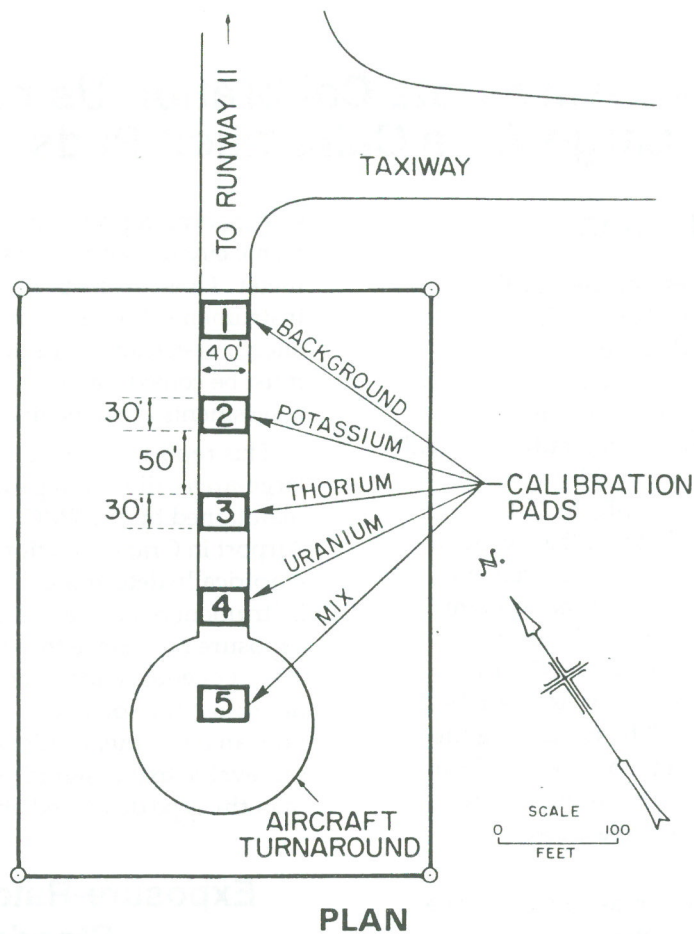 TO RUNWAY 11
TAXIWAY
1
BACKGROUND
40'
30'
2
POTASSIUM
50'
THORIUM
CALIBRATION
PADS
30'
3
URANIUM
N.
4
MIX
5
SCALE
0 100
FEET
AIRCRAFT
TURNAROUND
PLAN